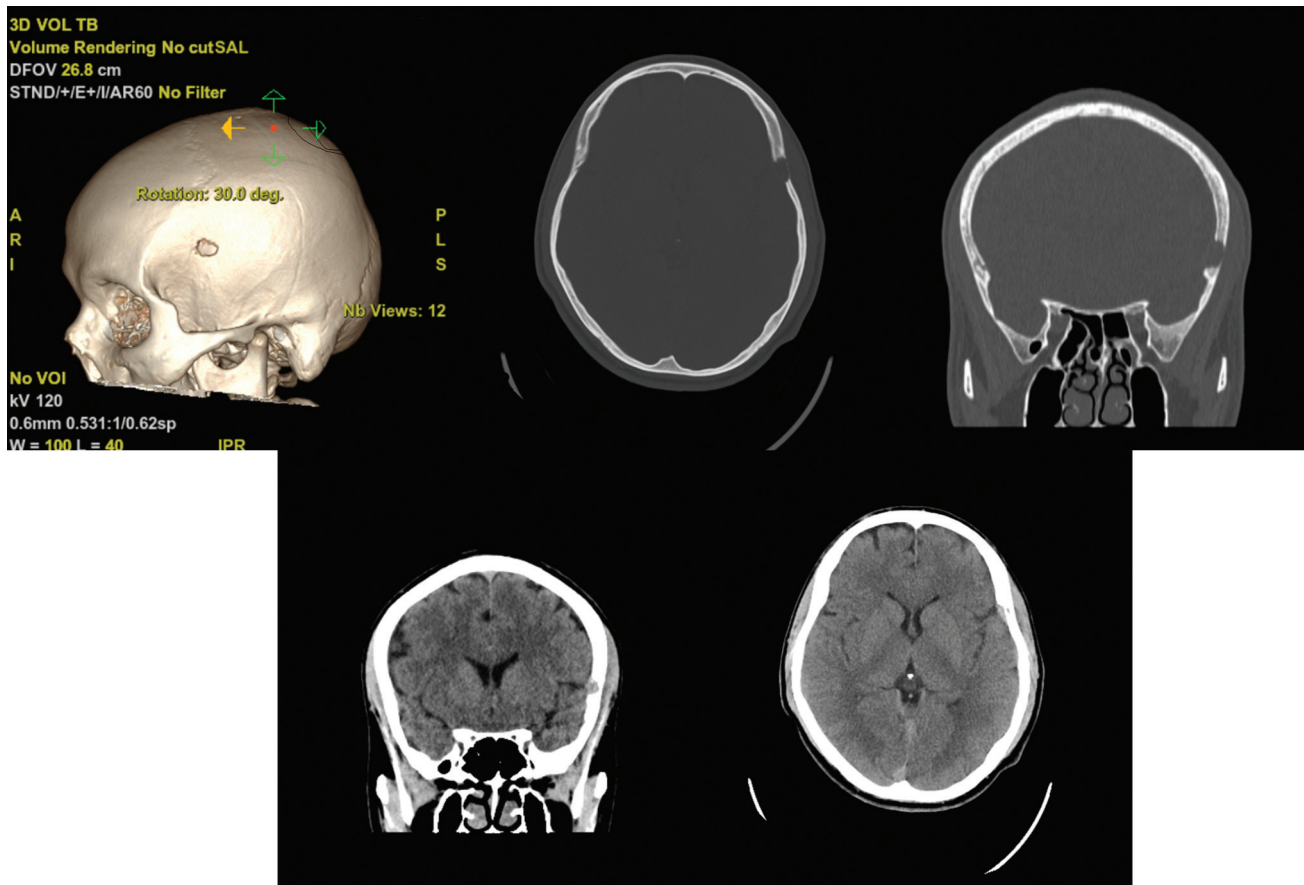 3D VOL TB
Volume Rendering No cutSAL
DFOV 26.8 cm
STND/+/E+/I/AR60 No Filter
Rotation: 30.0 deg.
A
R
I
P
L
S
Nb Views: 12
No VOI
kV 120
0.6mm 0.531:1/0.62sp
W = 100 L = 40 IPR